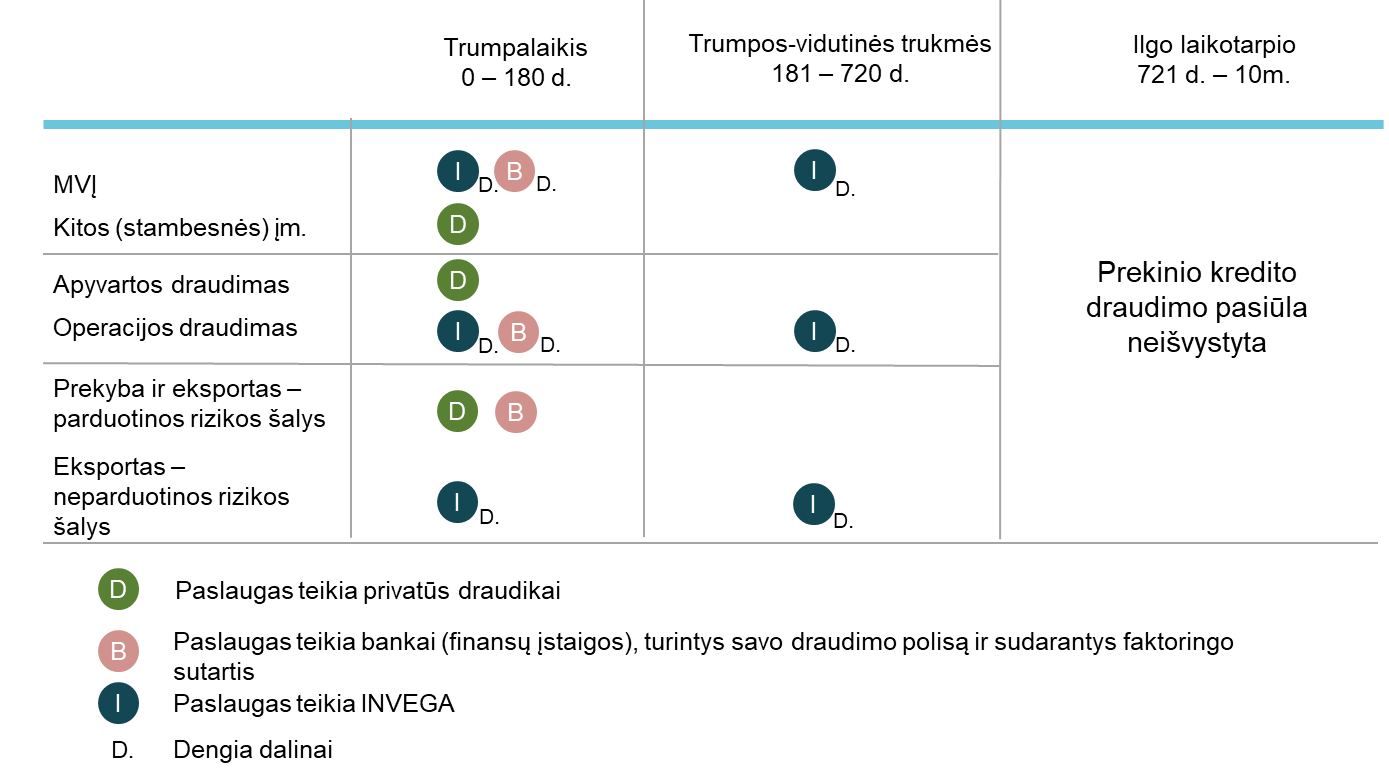 Trumpalaikis
0 – 180 d.
Trumpos-vidutinės trukmės
181 – 720 d.
Ilgo laikotarpio
721 d. – 10m.
MVĮ
I D. B D.
I D.
Kitos (stambesnės) įm.
D
Apyvartos draudimas
D
Operacijos draudimas
I D. B D.
I D.
Prekyba ir eksportas –
parduotinos rizikos šalys
D B
Eksportas –
neparduotinos rizikos
šalys
I D.
I D.
Prekinio kredito
draudimo pasiūla
neišvystyta
D Paslaugas teikia privatūs draudikai
B Paslaugas teikia bankai (finansų įstaigos), turintys savo draudimo polisą ir sudarantys faktoringo
sutartis
I Paslaugas teikia INVEGA
D. Dengia dalinai